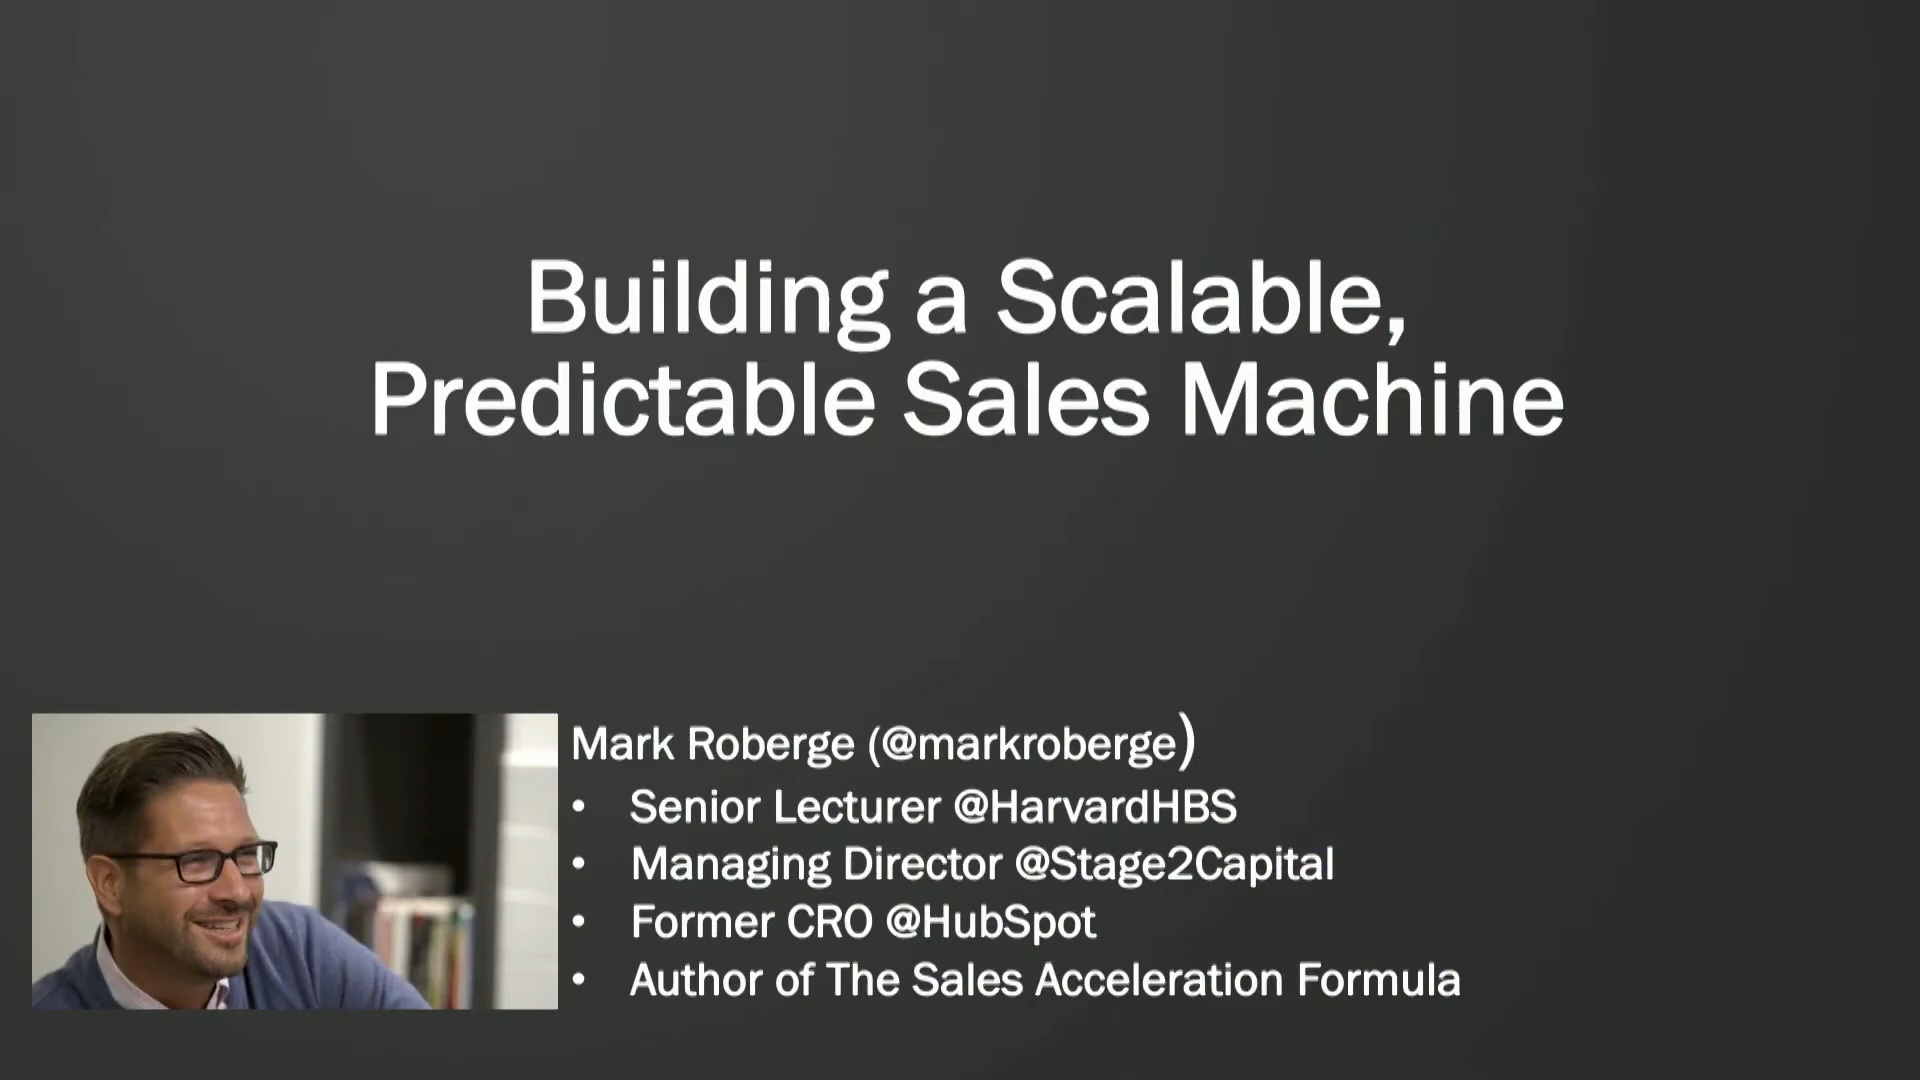 Building a Scalable,
Predictable Sales Machine
Mark Roberge (@markroberge)
• Senior Lecturer @HarvardHBS
• Managing Director @Stage2Capital
• Former CRO @HubSpot
• Author of The Sales Acceleration Formula